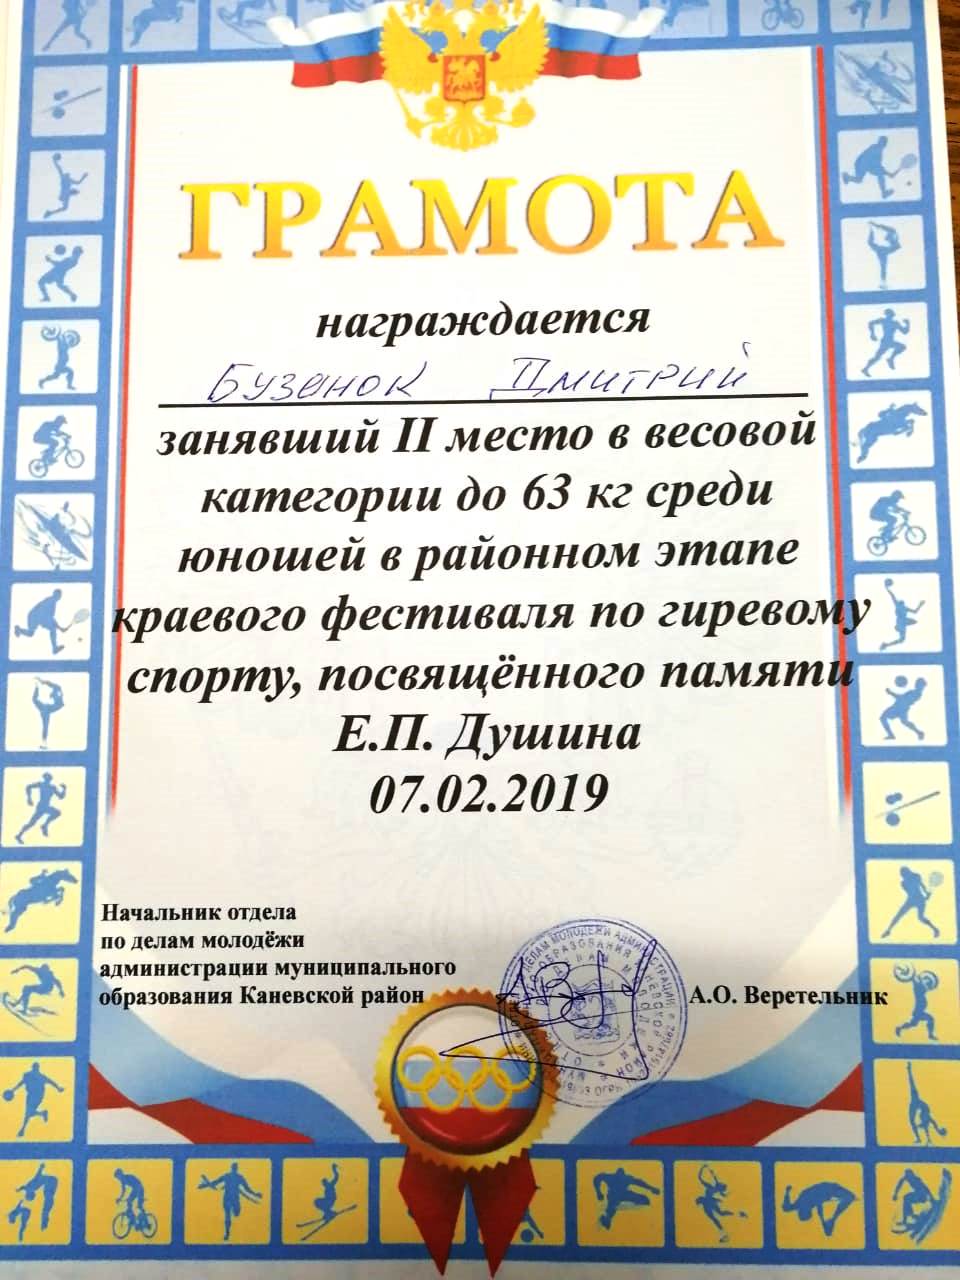 ГРАМОТА
награждается
Бузенок Дмитрий
занявший II место в весовой
категории до 63 кг среди
юношей в районном этапе
краевого фестиваля по гиревому
спорту, посвящённого памяти
Е.П. Душина
07.02.2019
Начальник отдела
по делам молодёжи
администрации муниципального
образования Каневской район
А.О. Веретельник